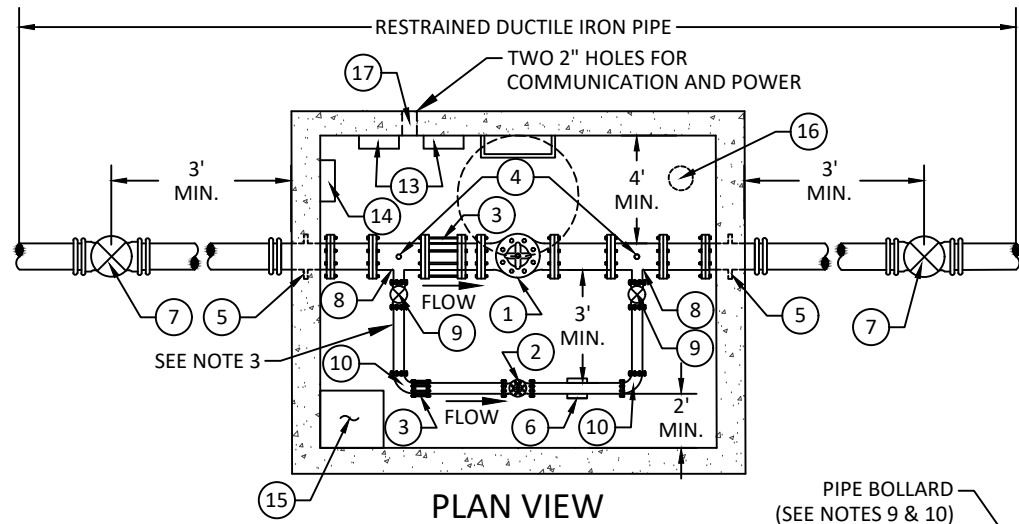 RESTRAINED DUCTILE IRON PIPE
TWO 2" HOLES FOR
COMMUNICATION AND POWER
17
16
3'
MIN.
13
4
4'
MIN.
3'
MIN.
14
3
7
5
8
FLOW
1
3'
MIN.
8
5
7
9
9
SEE NOTE 3
10
2
3
FLOW
6
10
2'
MIN.
15
PLAN VIEW
PIPE BOLLARD
(SEE NOTES 9 & 10)